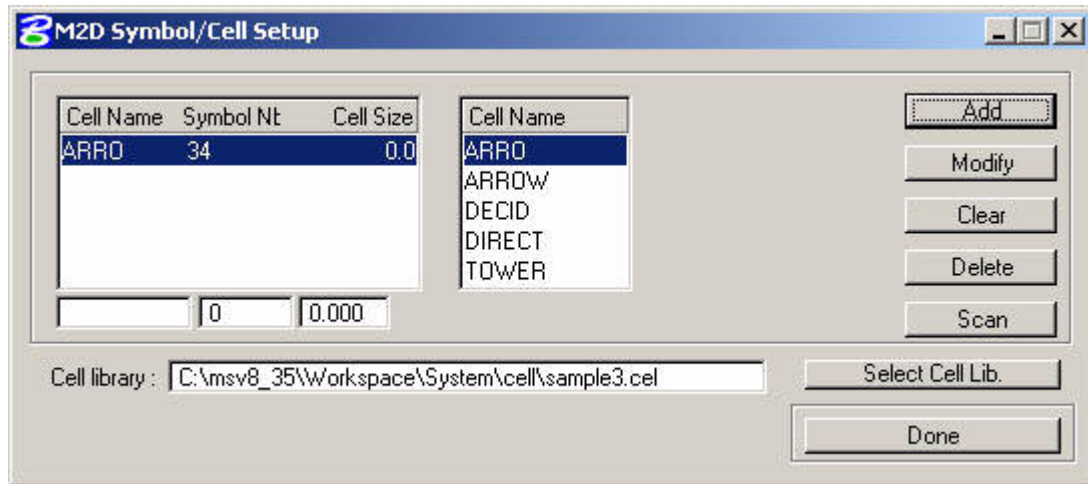 M2D Symbol/Cell Setup
Cell Name Symbol Nt Cell Size
ARRO 34 0.0
0 0.000
Cell Name
ARRO
ARROW
DECID
DIRECT
TOWER
Add
Modify
Clear
Delete
Scan
Cell library : C:\msv8_35\Workspace\System\cell\sample3.cel
Select Cell Lib.
Done